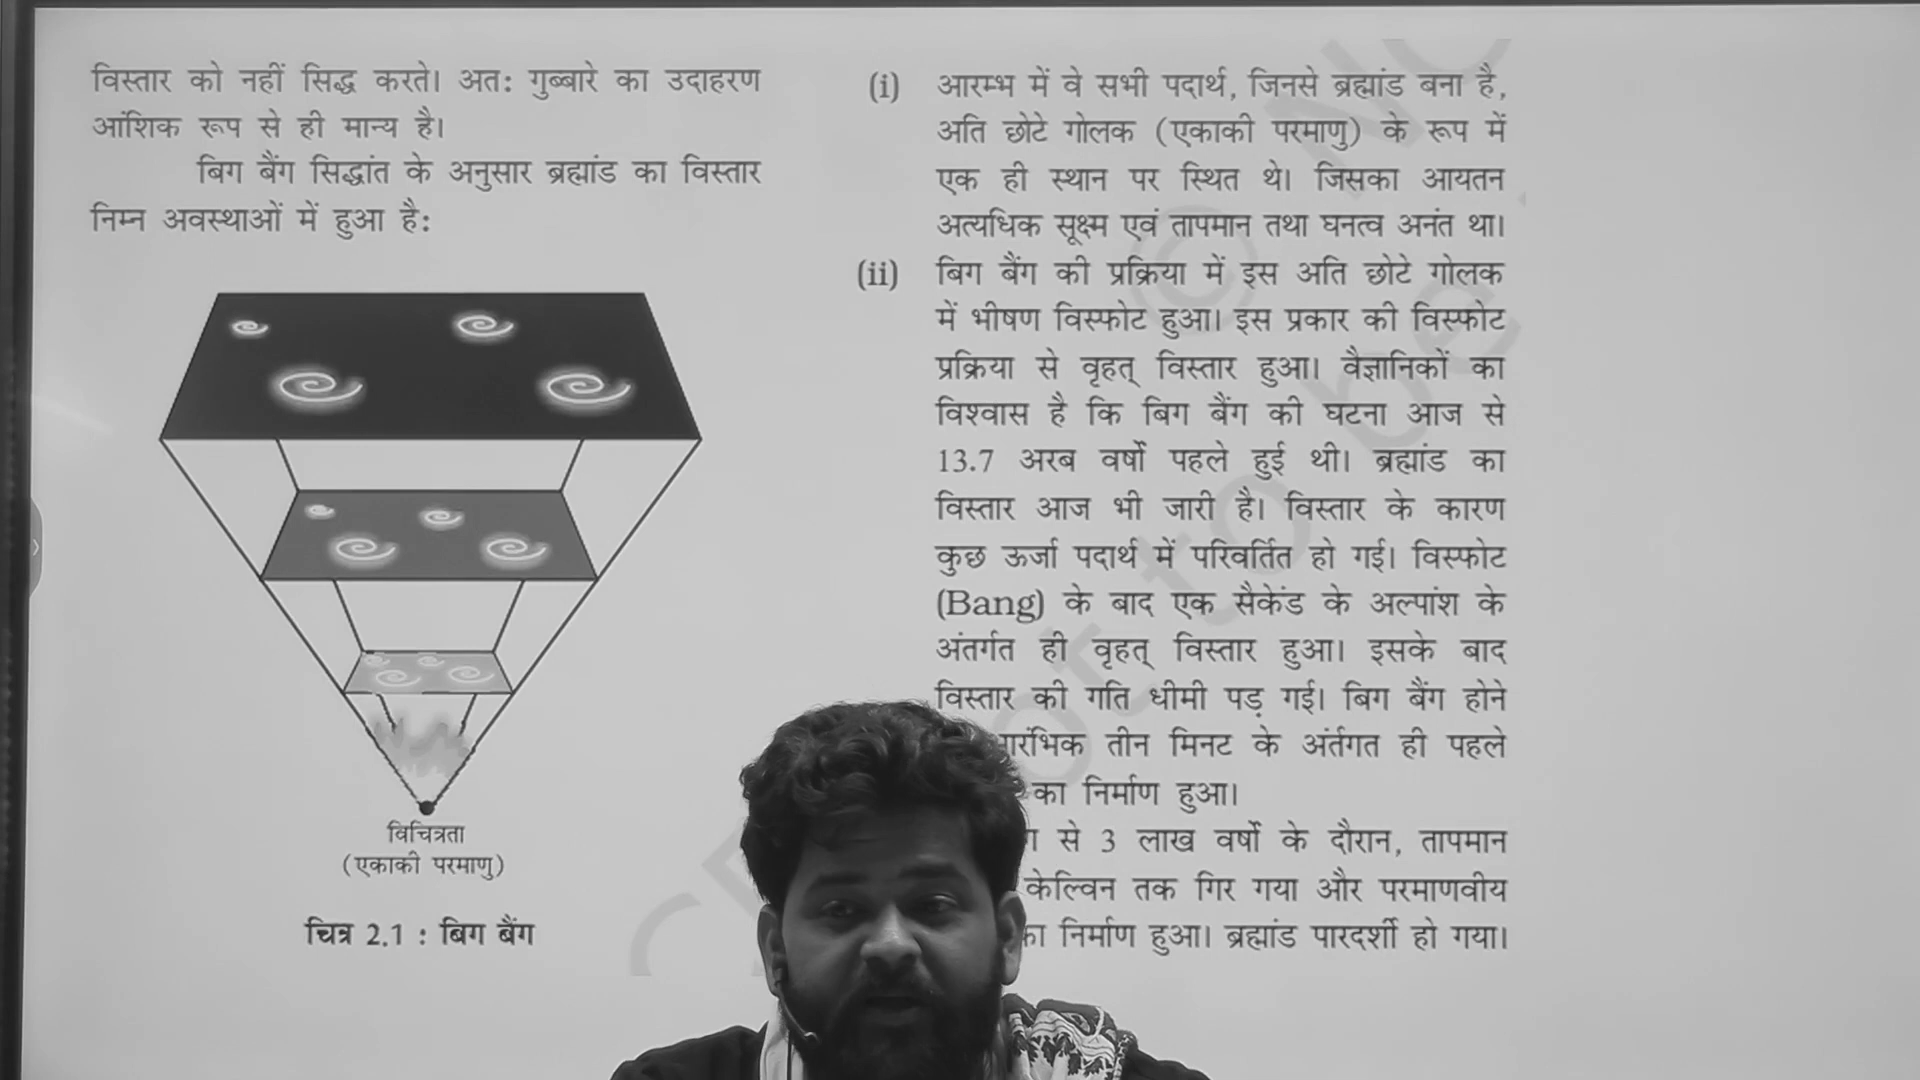 विस्तार को नहीं सिद्ध करते। अत: गुब्बारे का उदाहरण
आंशिक रूप से ही मान्य है।
बिग बैंग सिद्धांत के अनुसार ब्रह्मांड का विस्तार
निम्न अवस्थाओं में हुआ है:
विचित्रता
(एकाकी परमाणु)
चित्र 2.1 : बिग बैंग
(i) आरम्भ में वे सभी पदार्थ, जिनसे ब्रह्मांड बना है,
अति छोटे गोलक (एकाकी परमाणु) के रूप में
एक ही स्थान पर स्थित थे। जिसका आयतन
अत्यधिक सूक्ष्म एवं तापमान तथा घनत्व अनंत था।
(ii) बिग बैंग की प्रक्रिया में इस अति छोटे गोलक
में भीषण विस्फोट हुआ। इस प्रकार की विस्फोट
प्रक्रिया से वृहत् विस्तार हुआ। वैज्ञानिकों का
विश्वास है कि बिग बैंग की घटना आज से
13.7 अरब वर्षों पहले हुई थी। ब्रह्मांड का
विस्तार आज भी जारी है। विस्तार के कारण
कुछ ऊर्जा पदार्थ में परिवर्तित हो गई। विस्फोट
(Bang) के बाद एक सैकेंड के अल्पांश के
अंतर्गत ही वृहत् विस्तार हुआ। इसके बाद
विस्तार की गति धीमी पड़ गई। बिग बैंग होने
तीन मिनट के अंर्तगत ही पहले
का निर्माण हुआ।
से 3 लाख वर्षों के दौरान, तापमान
केल्विन तक गिर गया और परमाणवीय
का निर्माण हुआ। ब्रह्मांड पारदर्शी हो गया।